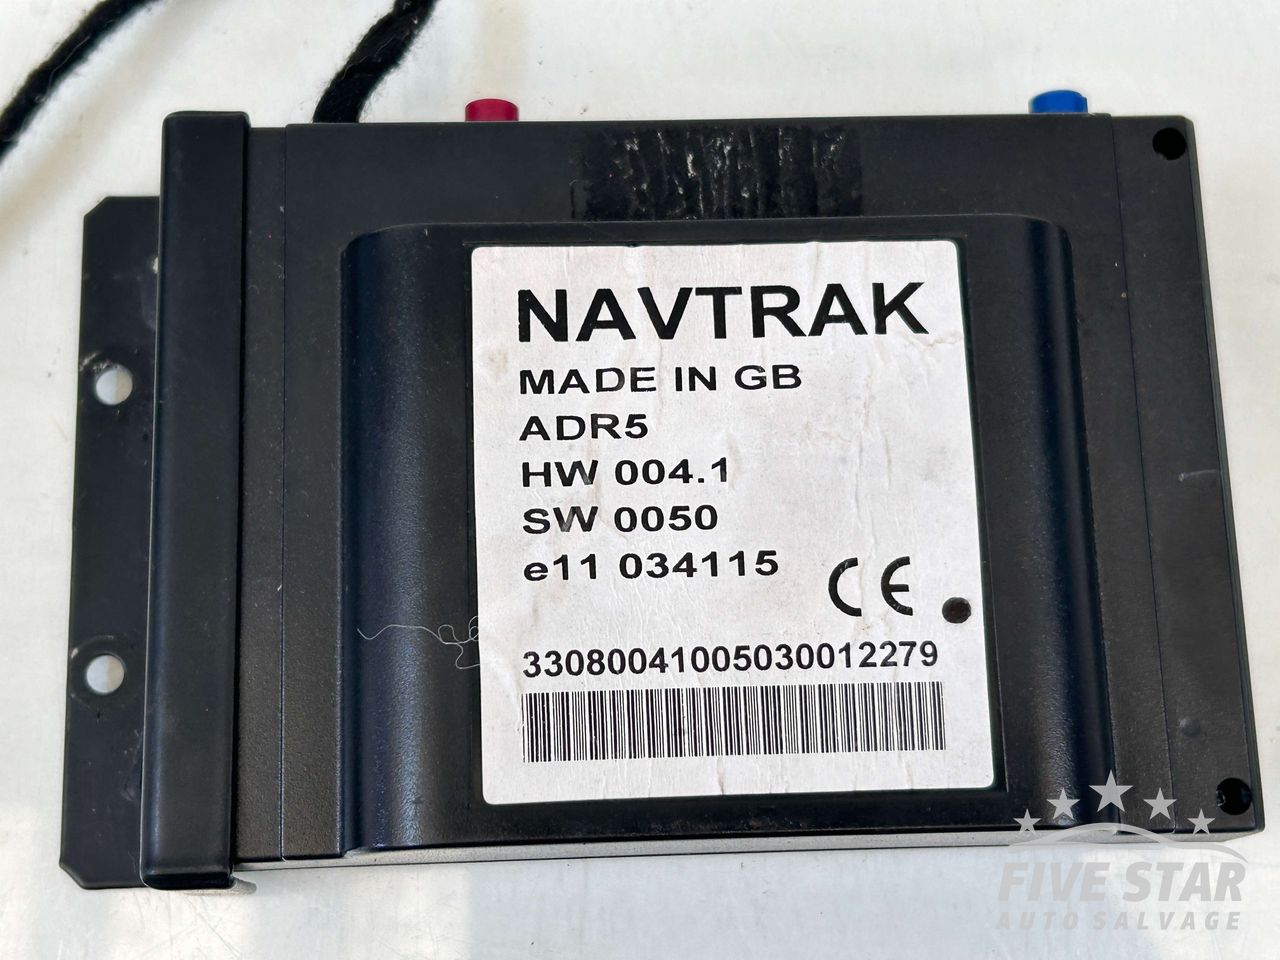 NAVTRAK
MADE IN GB
ADR5
HW 004.1
SW 0050
e11 034115
CE
33080041005030012279
FIVE STAR
AUTO SALVAGE